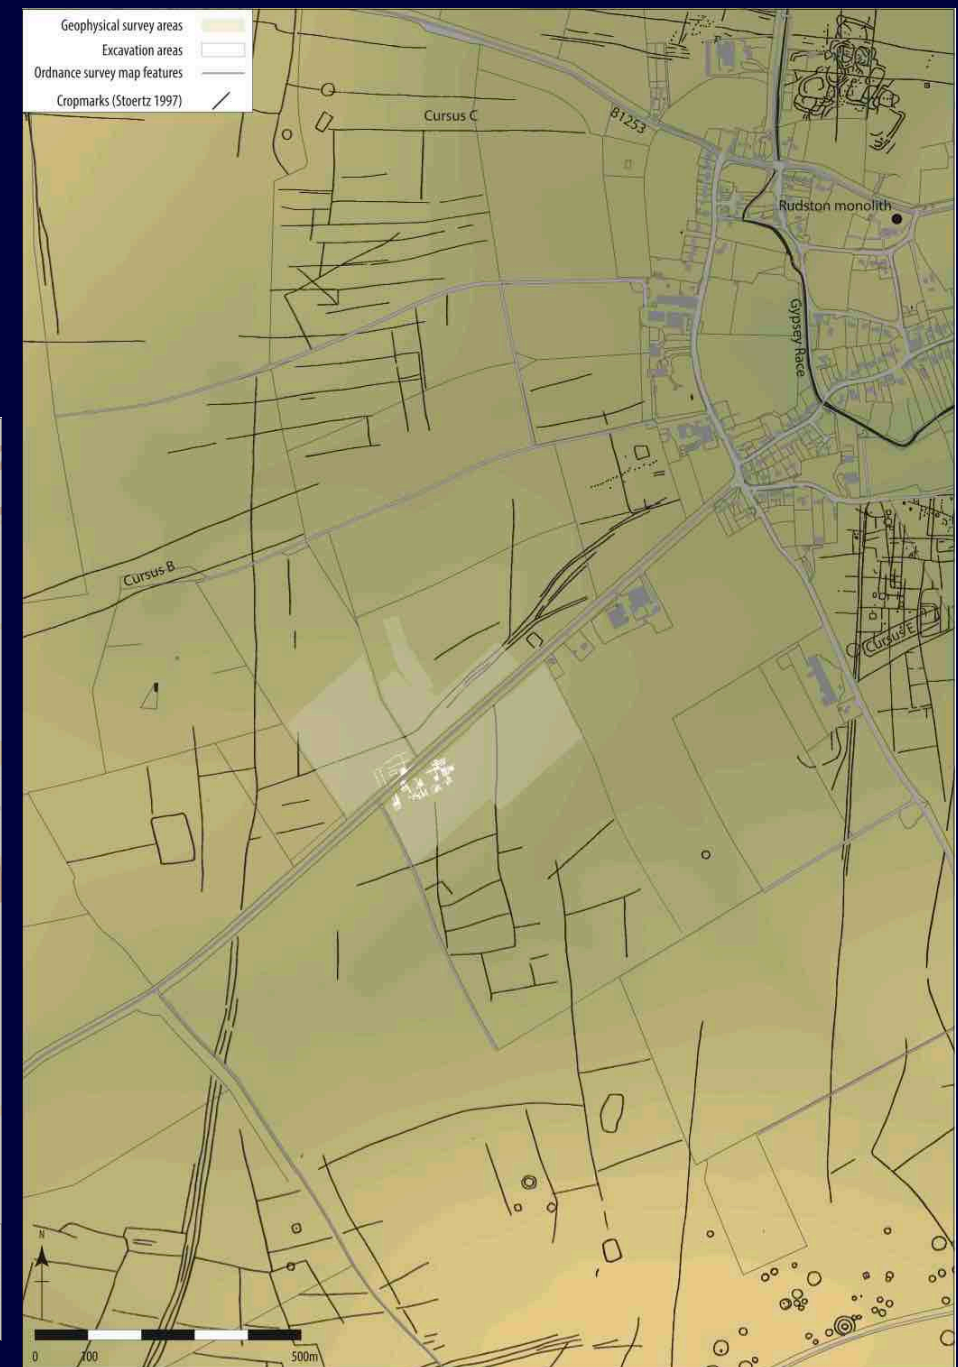 Geophysical survey areas
Excavation areas
Ordnance survey map features
Cropmarks (Stoertz 1997)
Cursus C
B1253
Rudston monolith
Gypsey Race
Cursus B
Cursus E
N
0 100 500m